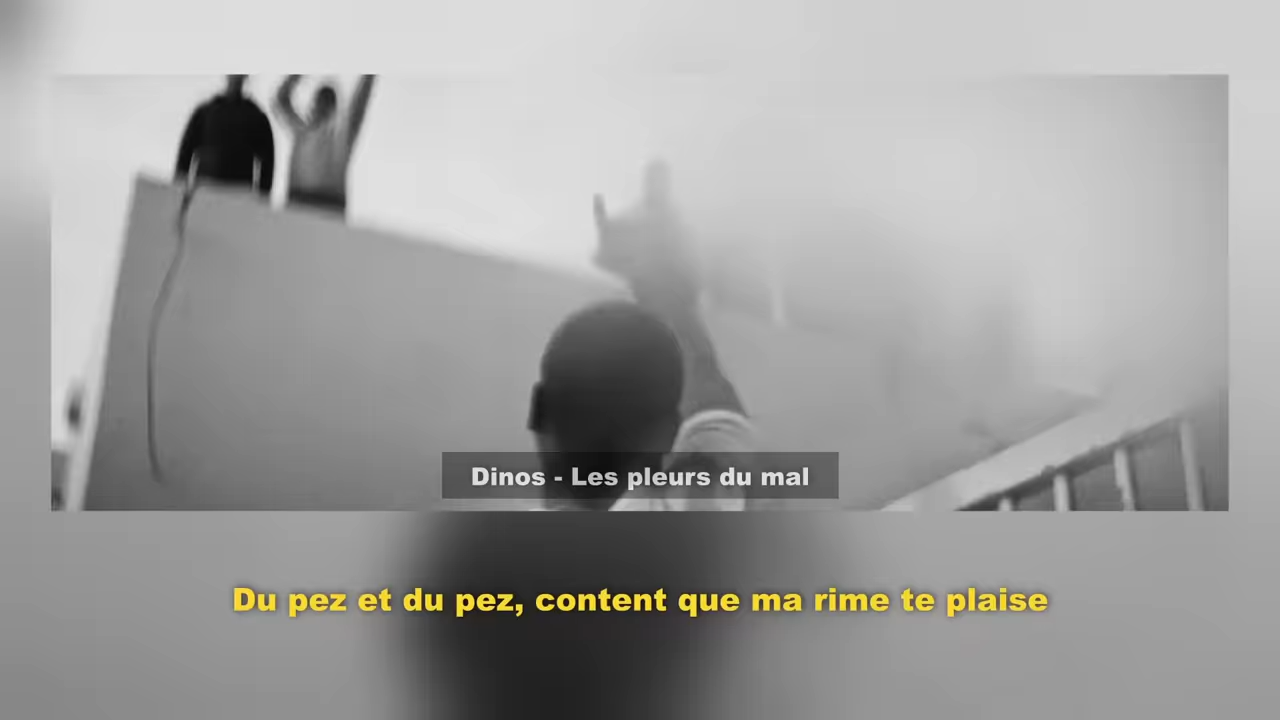 Dinos - Les pleurs du mal
Du pez et du pez, content que ma rime te plaise